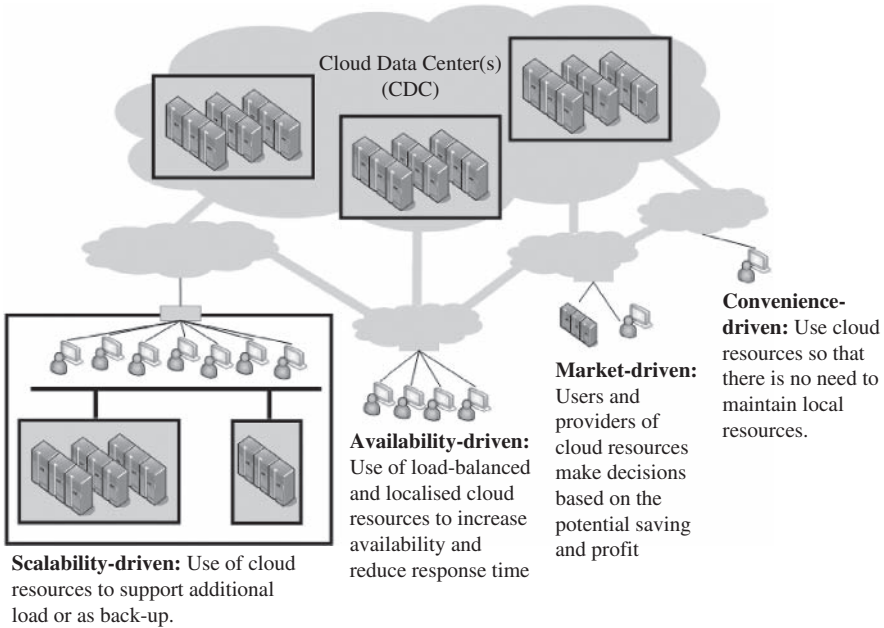 Cloud Data Center(s)
(CDC)
Convenience-
driven: Use cloud
resources so that
there is no need to
maintain local
resources.
Market-driven:
Users and
providers of
cloud resources
make decisions
based on the
potential saving
and profit
Availability-driven:
Use of load-balanced
and localised cloud
resources to increase
availability and
reduce response time
Scalability-driven: Use of cloud
resources to support additional
load or as back-up.